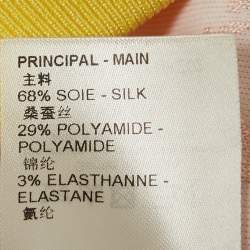 PRINCIPAL - MAIN
主料
68% SOIE - SILK
桑蚕丝
29% POLYAMIDE -
POLYAMIDE
锦纶
3% ELASTHANNE -
ELASTANE
氨纶